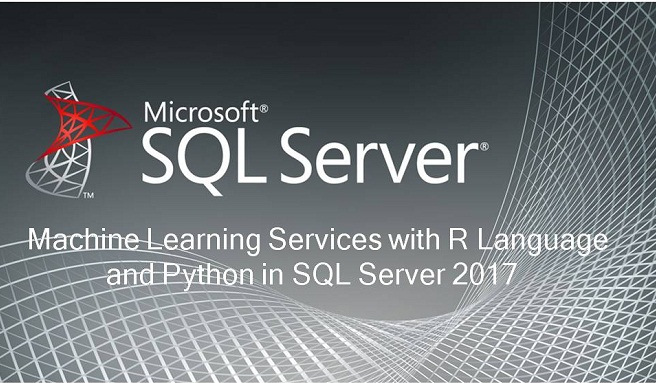 Microsoft®
SQL Server®
™
Machine Learning Services with R Language
and Python in SQL Server 2017